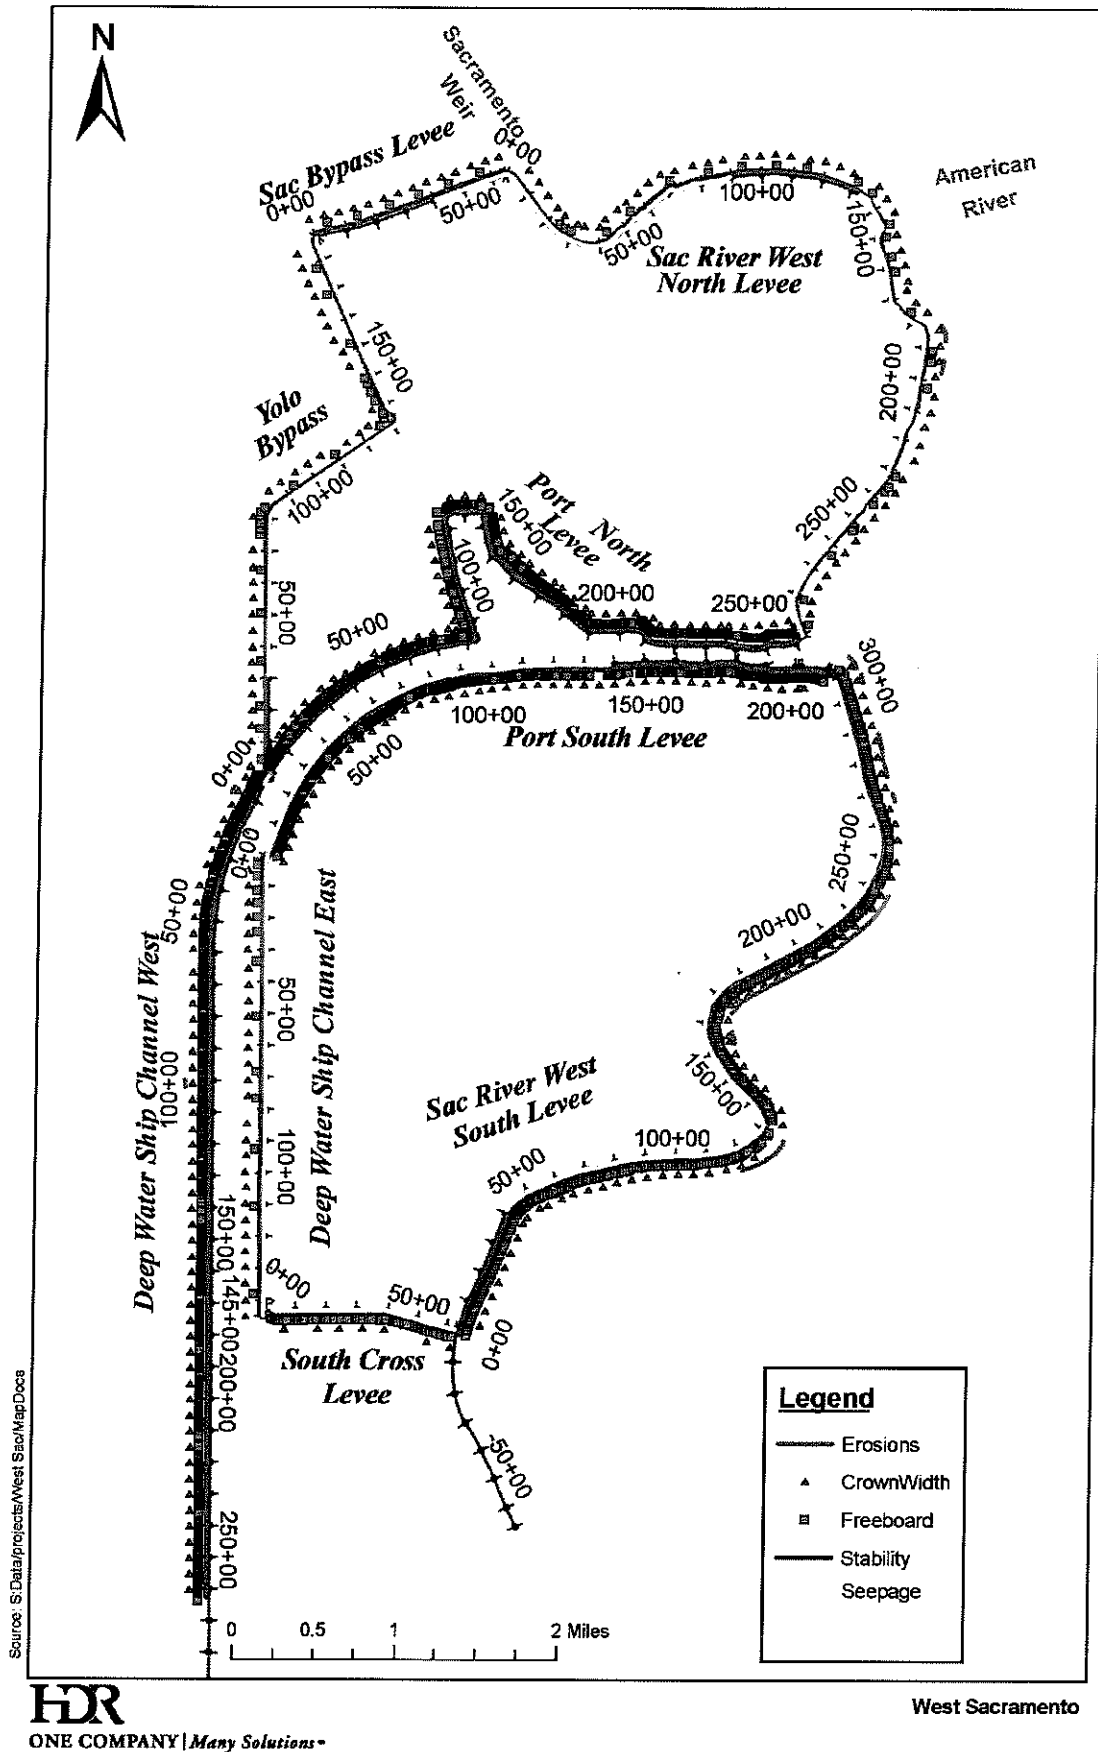 N
Sacramento
Weir
0+00
Sac Bypass Levee
0+00
50+00
American
River
100+00
150+00
50+00
Sac River West
North Levee
150+00
200+00
Yolo
Bypass
100+00
250+00
Port North
Levee
150+00
100+00
200+00
250+00
50+00
50+00
300+00
100+00
150+00
200+00
Port South Levee
0+00
50+00
0+00
250+00
50+00
200+00
Deep Water Ship Channel West
Deep Water Ship Channel East
50+00
100+00
150+00
Sac River West
South Levee
100+00
50+00
100+00
150+00
145+00
200+00
250+00
0+00
50+00
0+00
South Cross
Levee
-50+00
Legend
Erosions
CrownWidth
Freeboard
Stability
Seepage
0 0.5 1 2 Miles
Source: S:Data/projects/West Sac/MapDocs
HDR
ONE COMPANY | Many Solutions
West Sacramento